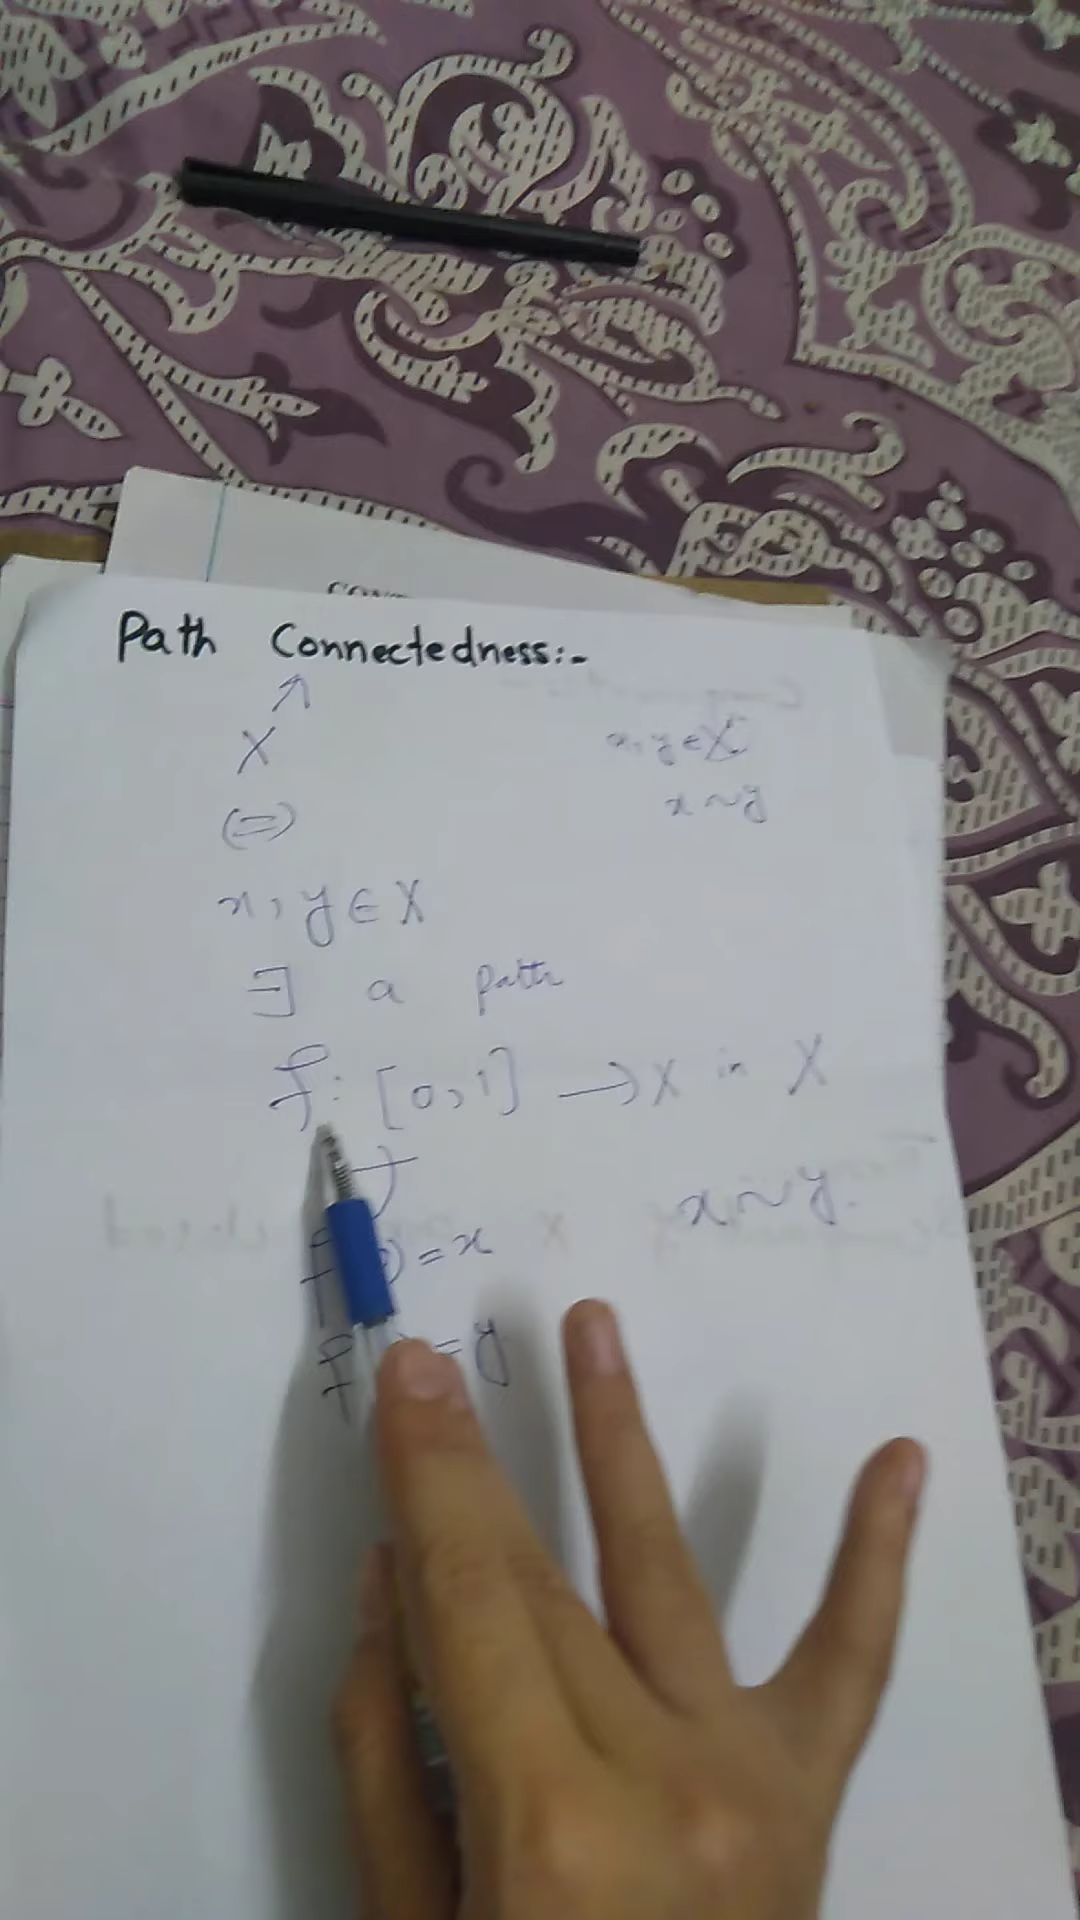 Path Connectedness:-
X
x, y ∈ X
x ~ y
(=)
x, y ∈ X
∃ a path
f: [0,1] → X in X
x ~ y.
= x
= y